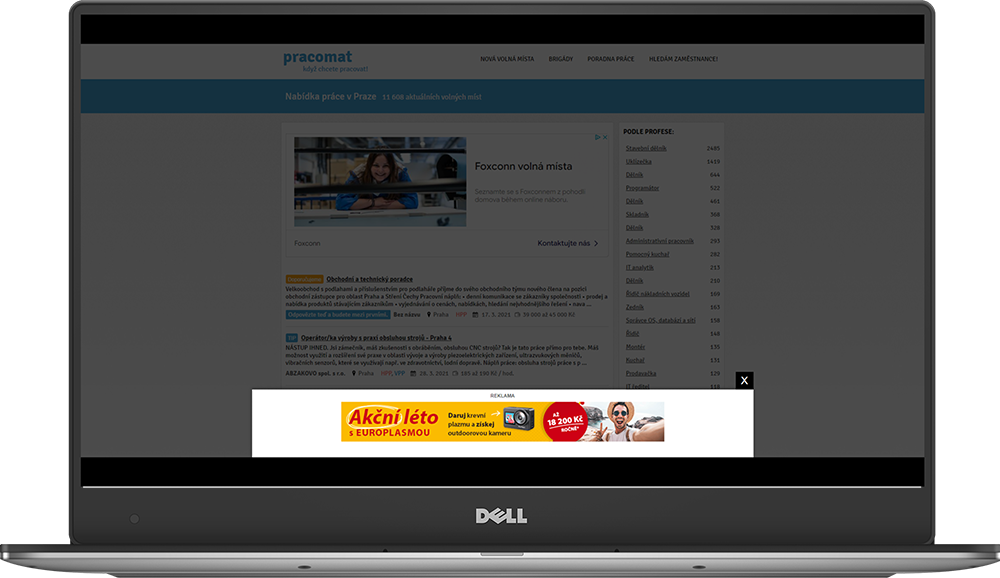 pracomat
když chcete pracovat!
NOVÁ VOLNÁ MÍSTA BRIGÁDY PORADNA PRÁCE HLEDÁM ZAMĚSTNANCE!
Nabídka práce v Praze 11 608 aktuálních volných míst
Foxconn volná místa
Seznamte se s foxconnem z pohodlí
domova během online náboru.
Foxconn
Kontaktujte nás
Doporučujeme Obchodní a technický poradce
Velkoobchod s podlahami a příslušenstvím pro podlaháře přijme do svého obchodního týmu nového člena na pozici
obchodní zástupce pro oblast Praha a Stření Čechy Pracovní náplň: • denní komunikace se zákazníky společnosti • prodej a
nabídka produktů stávajícím zákazníkům • vyjednávání o cenách, nabídkách, hledání nejvhodnějšího řešení • nava ...
Odpovězte teď a budete mezi prvními. Bez názvu Praha HPP 17. 3. 2021 39 000 až 45 000 Kč
TIP Operátor/ka výroby s praxí obsluhou strojů - Praha 4
NÁSTUP IHNED. Jsi zámečník, máš zkušenosti s obráběním, obsluhou CNC strojů? Tak je tato práce přímo pro tebe. Máš
možnost využití a rozšíření své praxe v oblasti vývoje a výroby piezoelektrických zařízení, ultrazvukových měničů,
vibračních senzorů, které se využívají např. ve zdravotnictví, lodní dopravě. Náplň práce: obsluha strojů práce s p ...
ABZAKOVO spol. s r.o. Praha HPP, VPP 28. 3. 2021 165 až 180 Kč / hod.
PODLE PROFESE:
Stavební dělník 2485
Uklízečka 1419
Dělník 644
Programátor 522
Dělník 461
Skladník 366
Dělník 328
Administrativní pracovník 293
Pomocný kuchař 282
IT analytik 213
Dělník 210
Řidič nákladních vozidel 169
Zedník 163
Správce OS, databází a sítí 158
Řidič 148
Montér 135
Kuchař 131
Prodavačka 129
IT ředitel
X
REKLAMA
Akční léto
s EUROPLASMOU
Daruj krevní
plazmu a získej
outdoorovou kameru
AŽ
18 200 Kč
ROČNĚ*
DELL